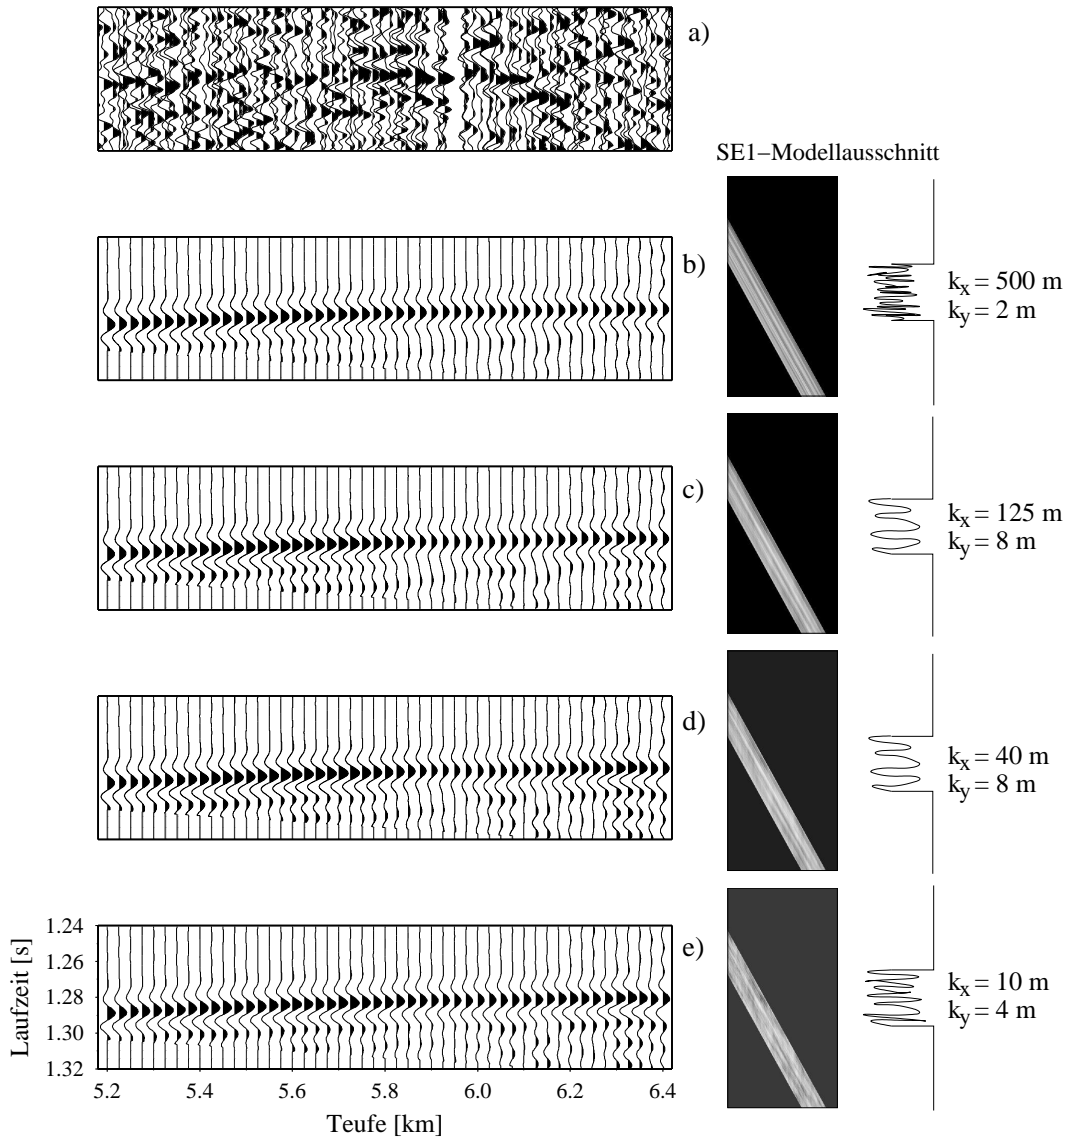 a)
SE1−Modellausschnitt
b)
kx = 500 m
ky = 2 m
c)
kx = 125 m
ky = 8 m
d)
kx = 40 m
ky = 8 m
e)
kx = 10 m
ky = 4 m
Laufzeit [s]
1.24
1.26
1.28
1.30
1.32
5.2 5.4 5.6 5.8 6.0 6.2 6.4
Teufe [km]